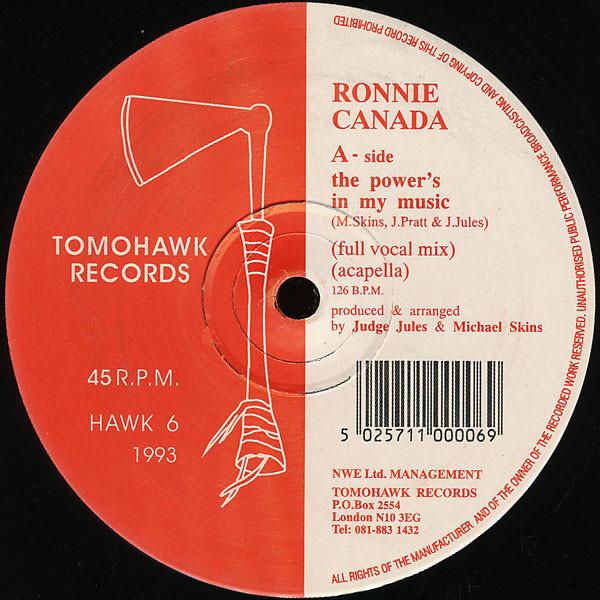 TOMOHAWK
RECORDS
45 R.P.M.
HAWK 6
1993
RONNIE
CANADA
A - side
the power's
in my music
(M.Skins, J.Pratt & J.Jules)
(full vocal mix)
(acapella)
126 B.P.M.
produced & arranged
by Judge Jules & Michael Skins
5 025711 000069
NWE Ltd. MANAGEMENT
TOMOHAWK RECORDS
P.O.Box 2554
London N10 3EG
Tel: 081-883 1432
ALL RIGHTS OF THE MANUFACTURER AND OF THE OWNER OF THE RECORDED WORK RESERVED. UNAUTHORISED PUBLIC PERFORMANCE BROADCASTING AND COPYING OF THIS RECORD PROHIBITED